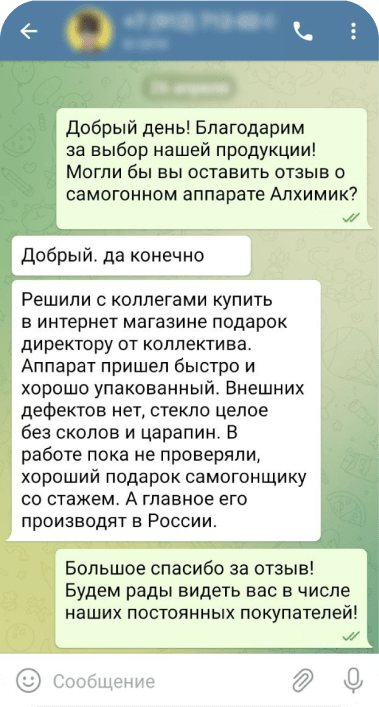 Добрый день! Благодарим
за выбор нашей продукции!
Могли бы вы оставить отзыв о
самогонном аппарате Алхимик?
Добрый. да конечно
Решили с коллегами купить
в интернет магазине подарок
директору от коллектива.
Аппарат пришел быстро и
хорошо упакованный. Внешних
дефектов нет, стекло целое
без сколов и царапин. В
работе пока не проверяли,
хороший подарок самогонщику
со стажем. А главное его
производят в России.
Большое спасибо за отзыв!
Будем рады видеть вас в числе
наших постоянных покупателей!
Сообщение